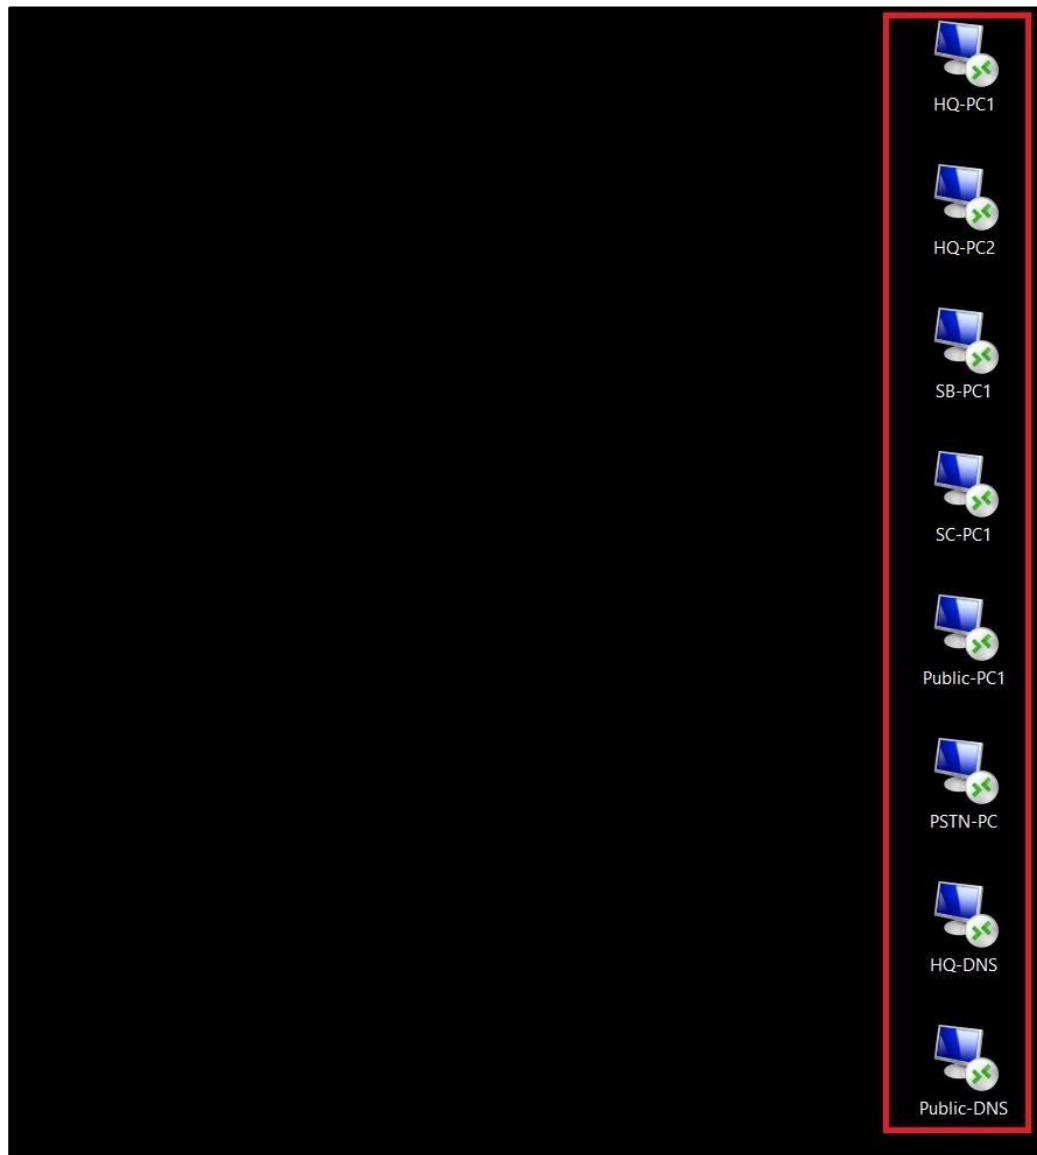 HQ-PC1
HQ-PC2
SB-PC1
SC-PC1
Public-PC1
PSTN-PC
HQ-DNS
Public-DNS